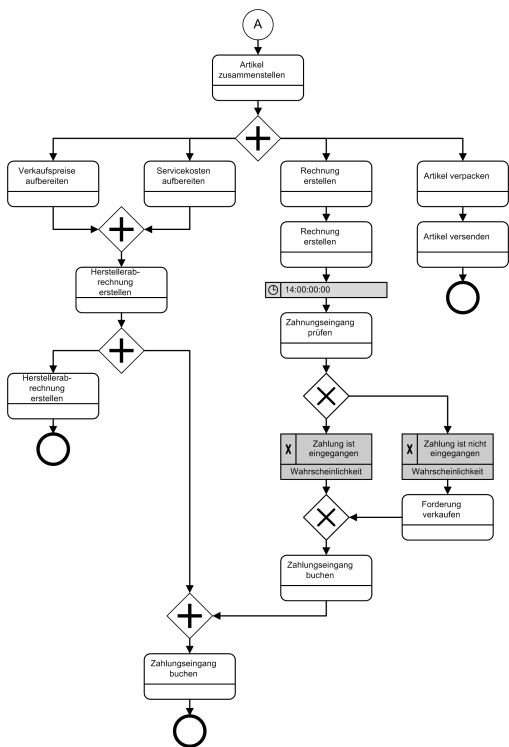 A
Artikel
zusammenstellen
Verkaufspreise
aufbereiten
Servicekosten
aufbereiten
Rechnung
erstellen
Artikel verpacken
Rechnung
erstellen
Artikel versenden
Herstellerab-
rechnung
erstellen
14:00:00:00
Zahnungseingang
prüfen
Herstellerab-
rechnung
erstellen
X
Zahlung ist
eingegangen
Wahrscheinlichkeit
X
Zahlung ist nicht
eingegangen
Wahrscheinlichkeit
Forderung
verkaufen
Zahlungseingang
buchen
Zahlungseingang
buchen